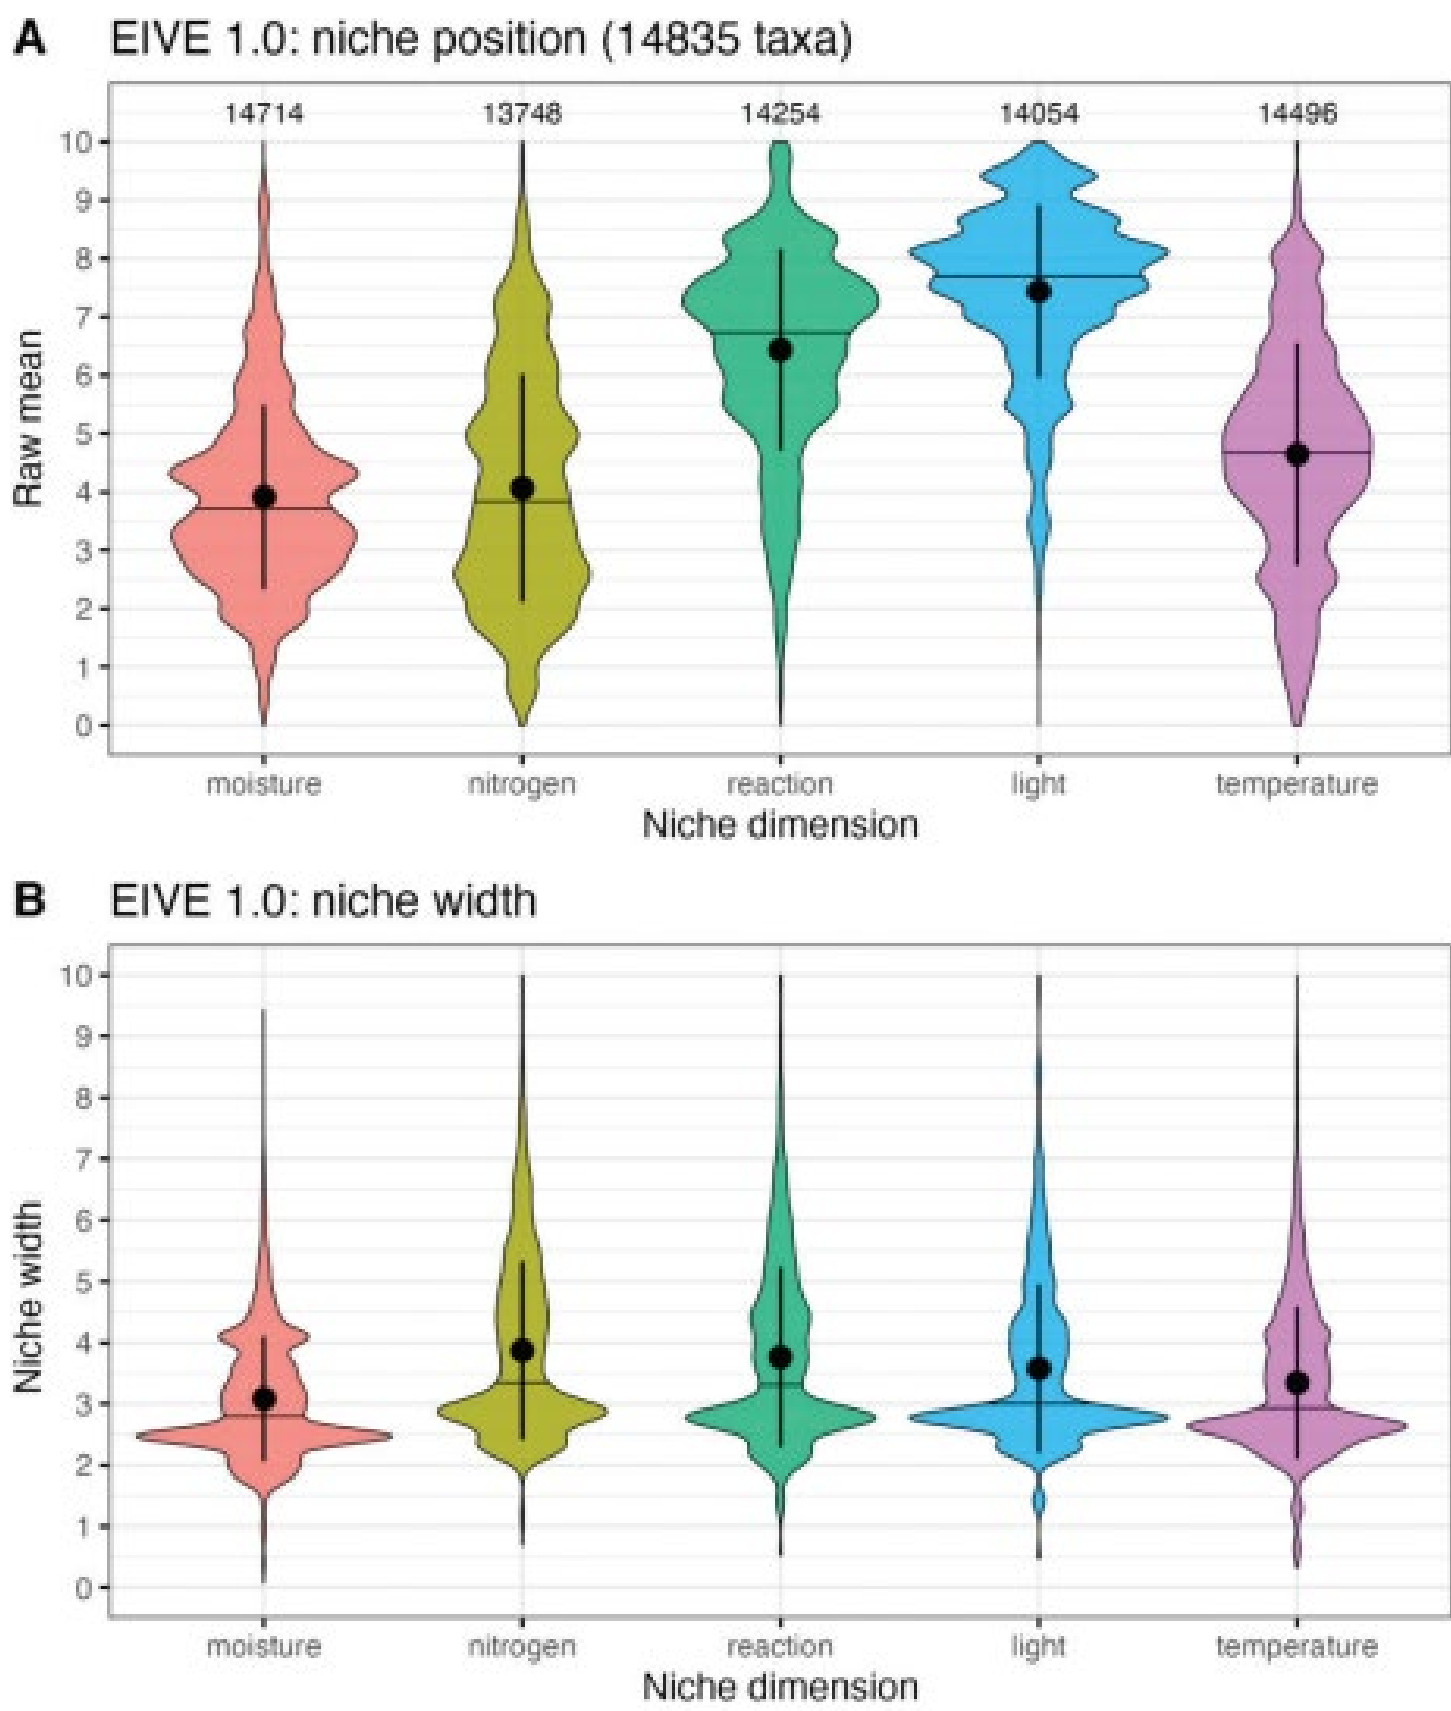 A EIVE 1.0: niche position (14835 taxa)
14714 13748 14254 14054 14496
10
9
8
7
6
5
4
3
2
1
0
Raw mean
moisture nitrogen reaction light temperature
Niche dimension
B EIVE 1.0: niche width
10
9
8
7
6
5
4
3
2
1
0
Niche width
moisture nitrogen reaction light temperature
Niche dimension